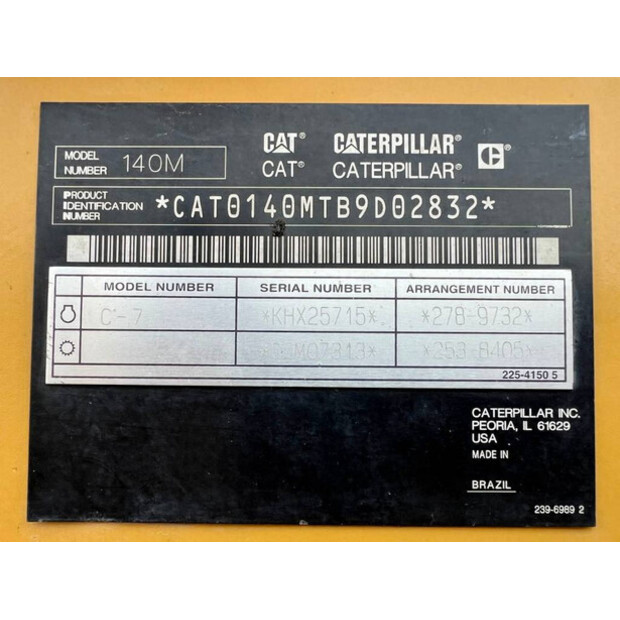 MODEL NUMBER 140M
CAT® CATERPILLAR®
CAT® CATERPILLAR® C
PRODUCT IDENTIFICATION NUMBER *CAT0140MTB9D02832*
MODEL NUMBER SERIAL NUMBER ARRANGEMENT NUMBER
C-7 *KHX25715* *278-9732*
*253-8405*
225-4150 5
CATERPILLAR INC.
PEORIA, IL 61629
USA
MADE IN
BRAZIL
239-6989 2